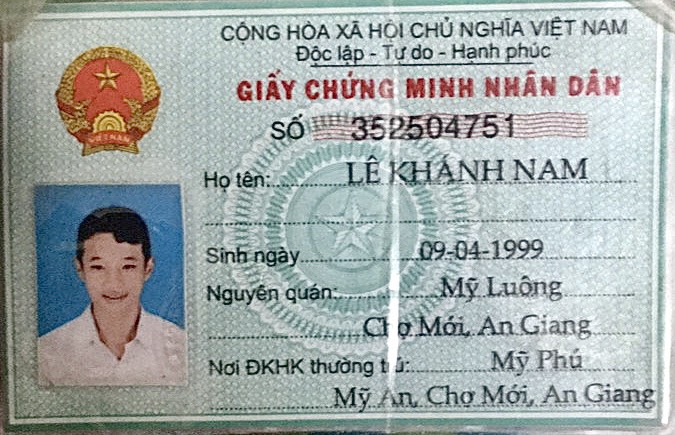 CỘNG HÒA XÃ HỘI CHỦ NGHĨA VIỆT NAM
Độc lập - Tự do - Hạnh phúc
GIẤY CHỨNG MINH NHÂN DÂN
SỐ 352504751
Họ tên: LÊ KHÁNH NAM
Sinh ngày 09-04-1999
Nguyên quán: Mỹ Luông
Chợ Mới, An Giang
Nơi ĐKHK thường trú: Mỹ Phú
Mỹ An, Chợ Mới, An Giang
VIỆT NAM